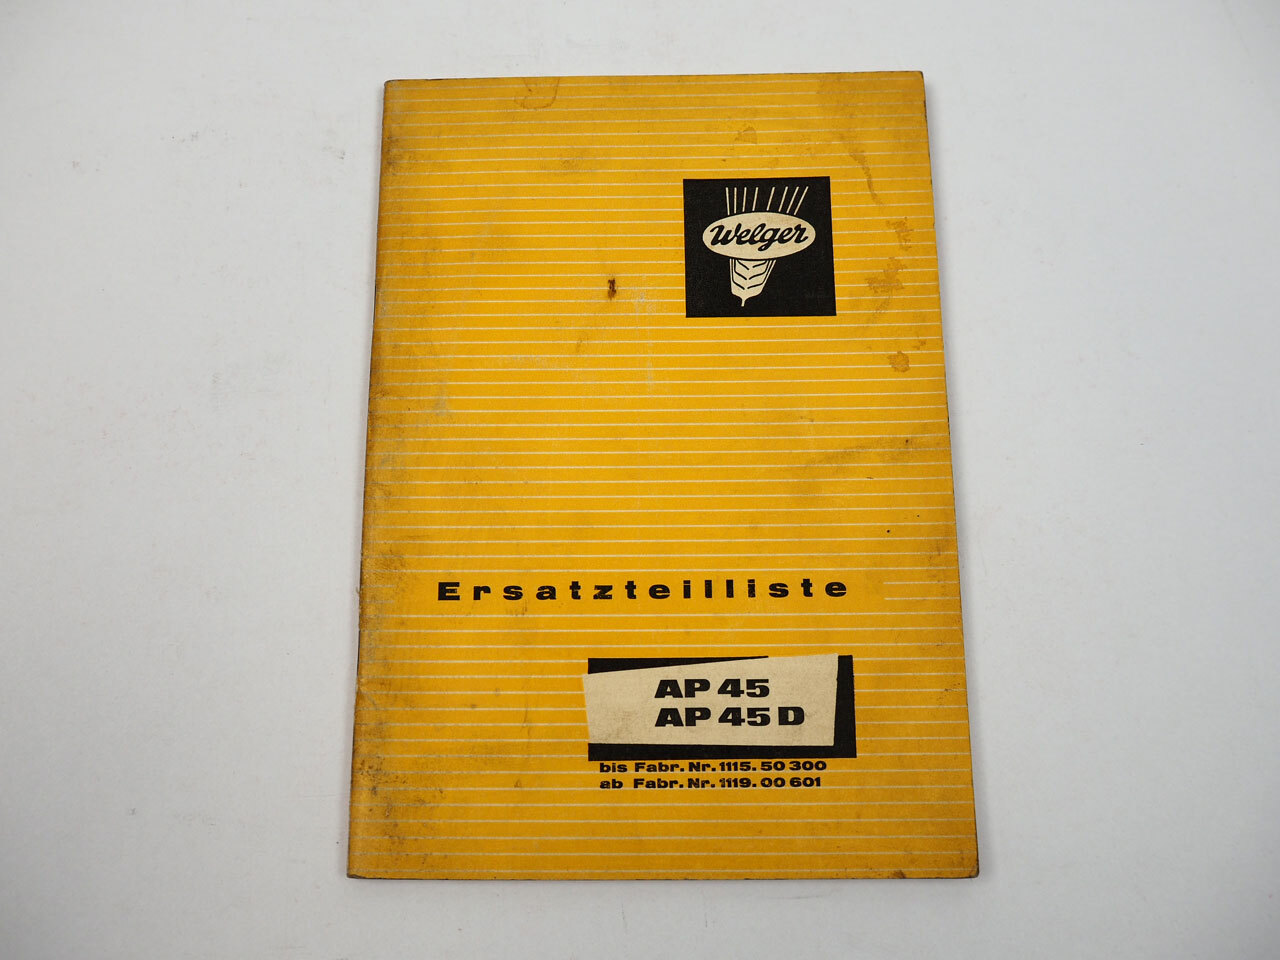 Welger
Ersatzteilliste
AP 45
AP 45 D
bis Fabr. Nr. 1115. 50 300
ab Fabr. Nr. 1119. 00 601